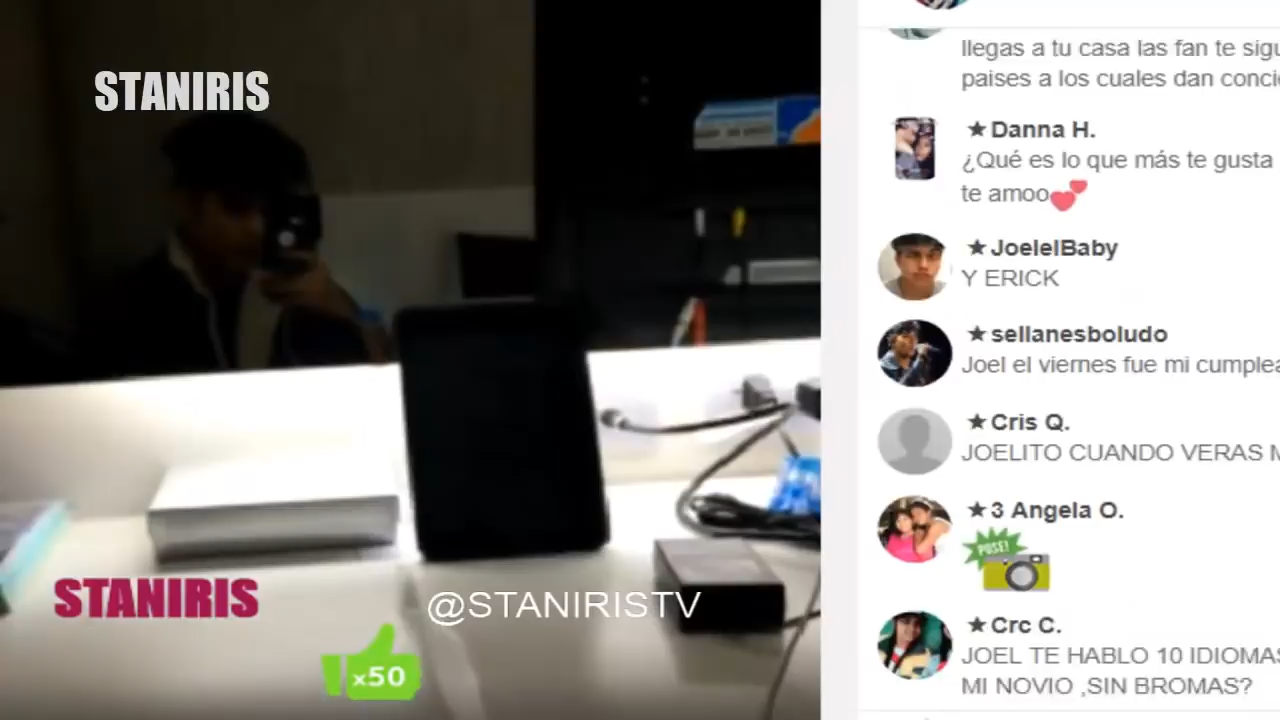 STANIRIS
STANIRIS
@STANIRISTV
x50
llegas a tu casa las fan te sigu
paises a los cuales dan conci
★ Danna H.
¿Qué es lo que más te gusta
te amoo💕
★ JoelelBaby
Y ERICK
★ sellanesboludo
Joel el viernes fue mi cumplea
★ Cris Q.
JOELITO CUANDO VERAS M
★3 Angela O.
POSE!
★ Crc C.
JOEL TE HABLO 10 IDIOMAS
MI NOVIO ,SIN BROMAS?